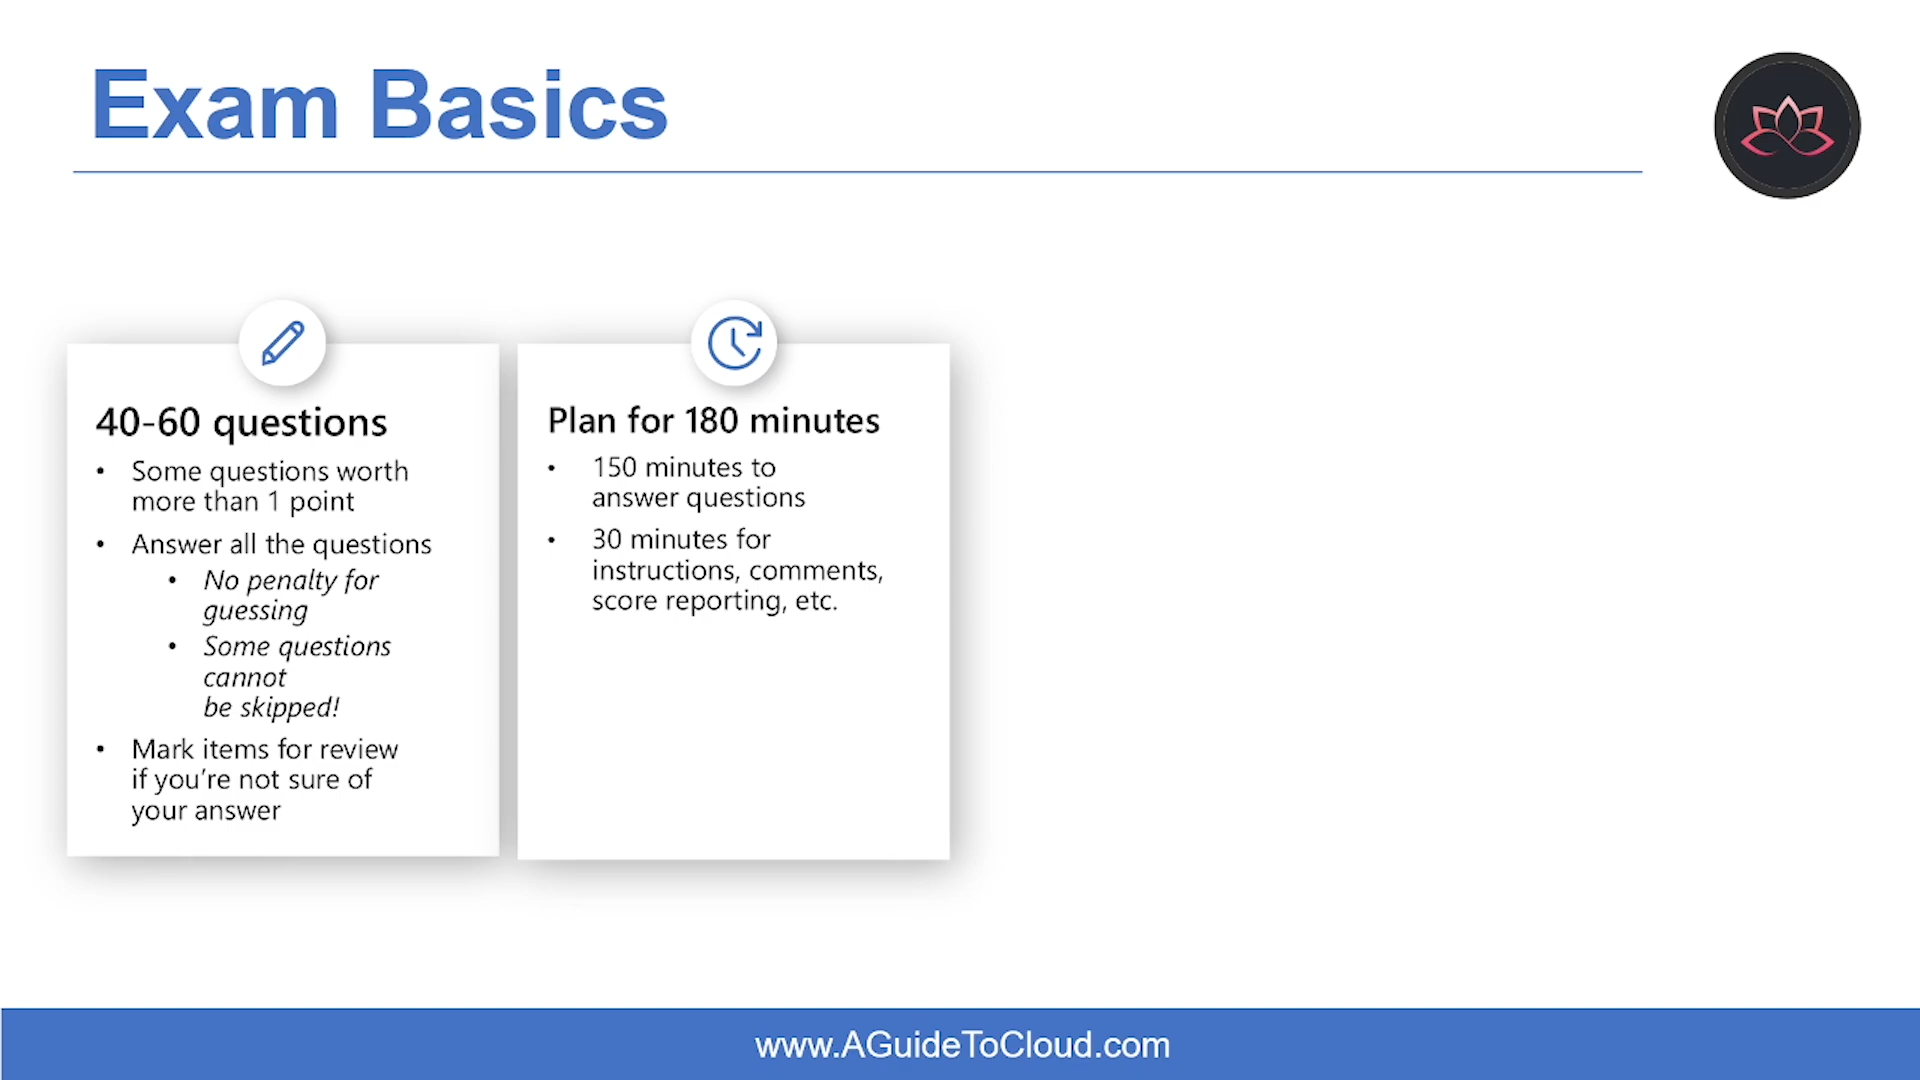 Exam Basics
40-60 questions
• Some questions worth
more than 1 point
• Answer all the questions
• No penalty for
guessing
• Some questions
cannot
be skipped!
• Mark items for review
if you’re not sure of
your answer
Plan for 180 minutes
• 150 minutes to
answer questions
• 30 minutes for
instructions, comments,
score reporting, etc.
www.AGuideToCloud.com